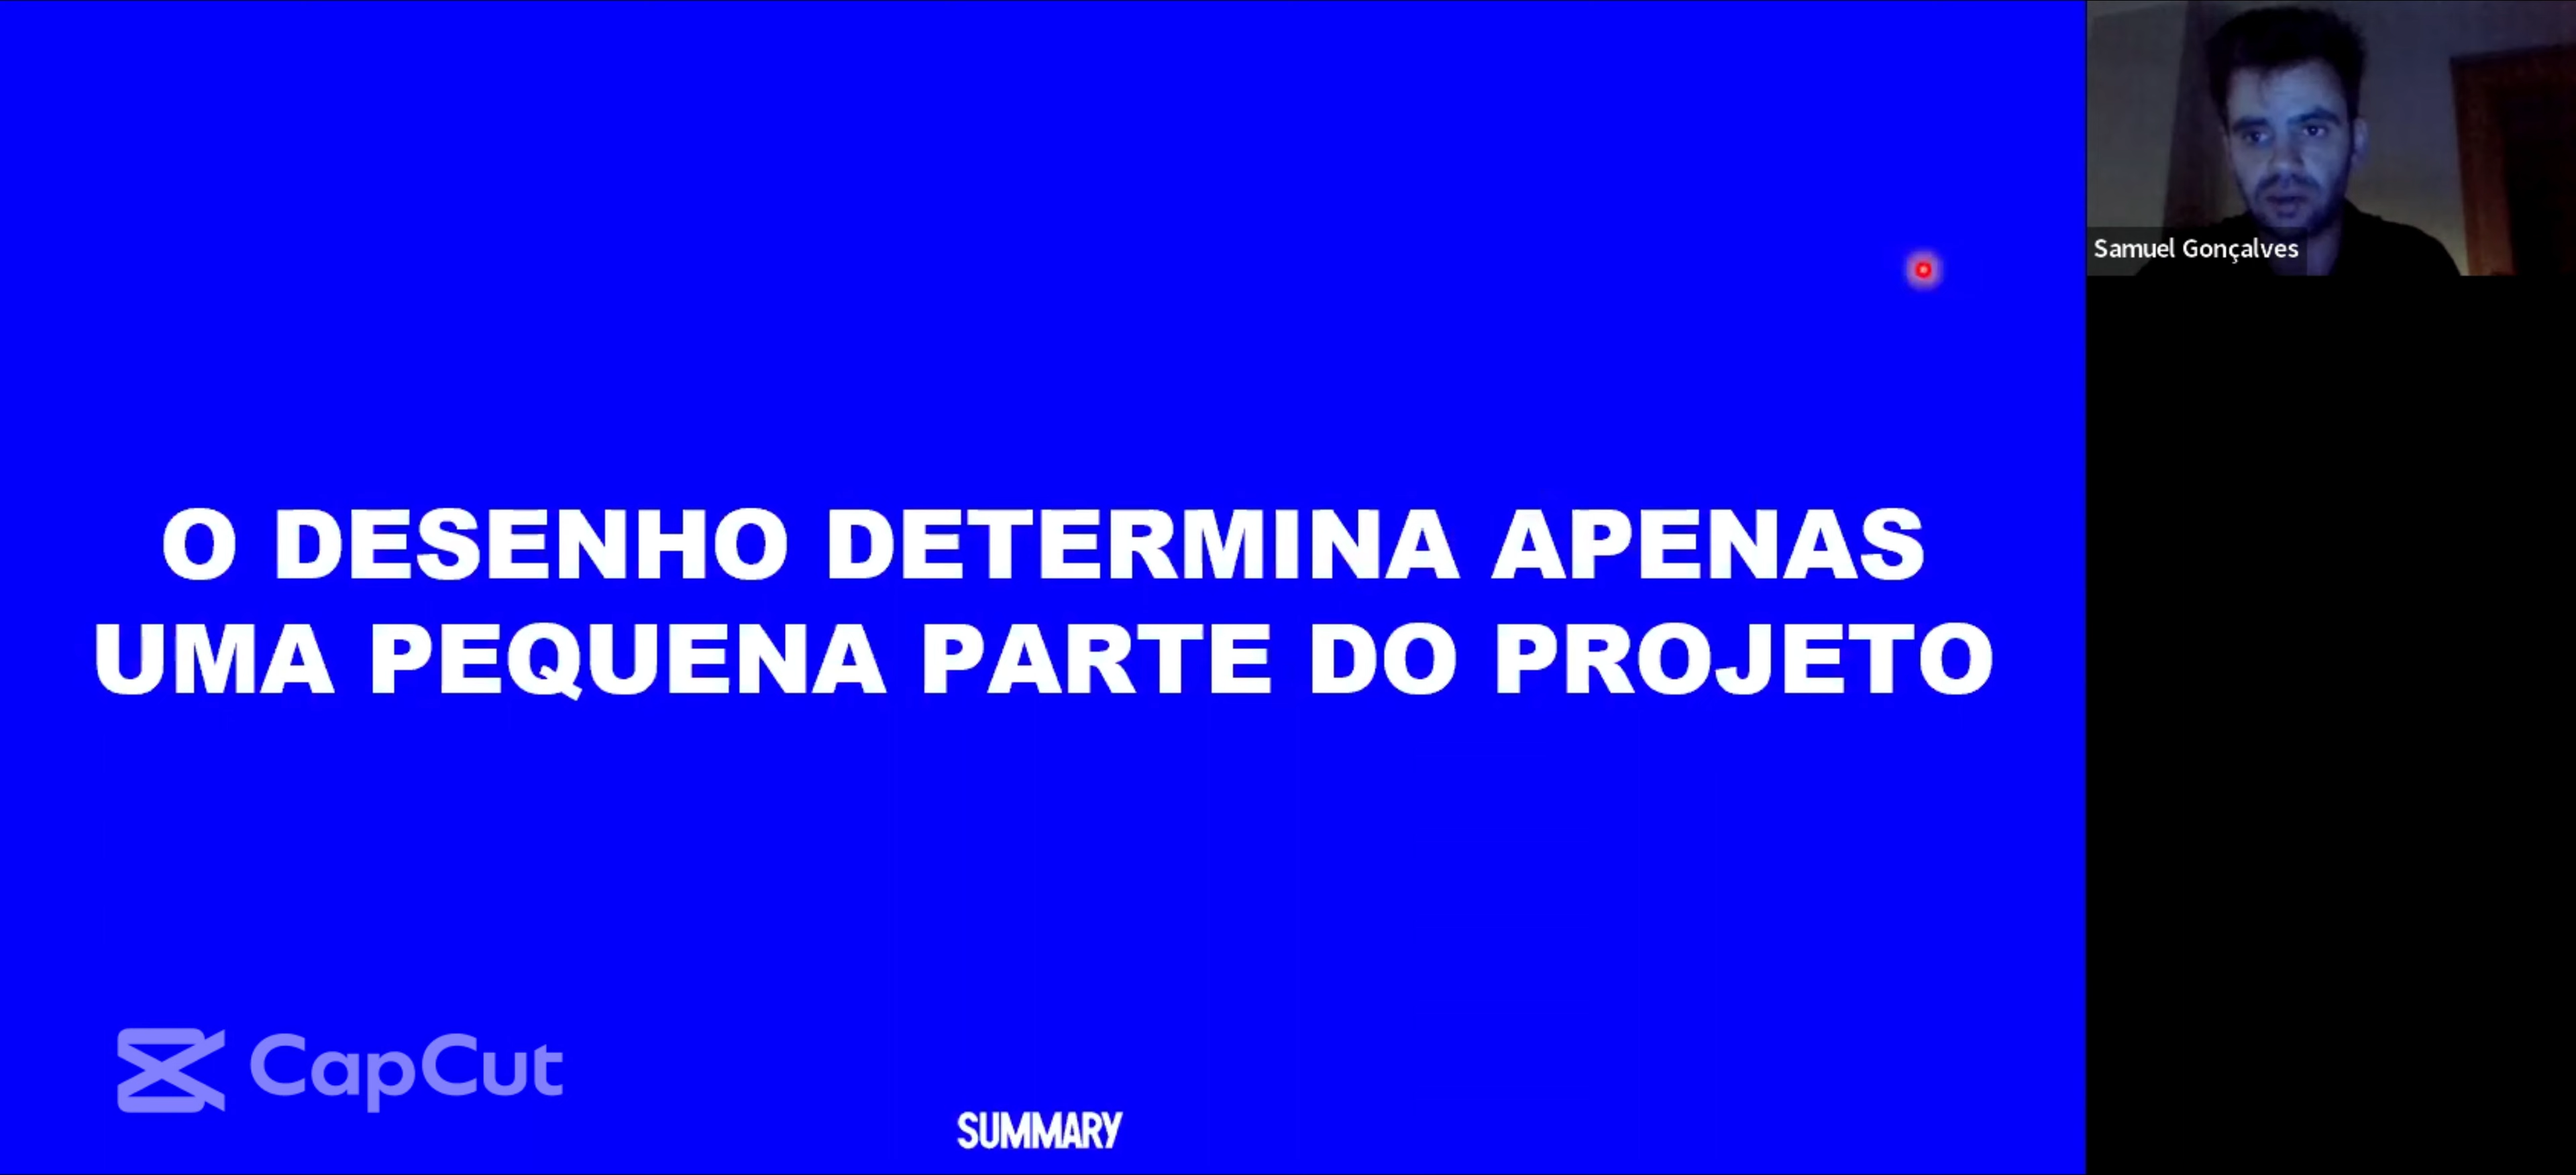 Samuel Gonçalves
O DESENHO DETERMINA APENAS
UMA PEQUENA PARTE DO PROJETO
CapCut
SUMMARY